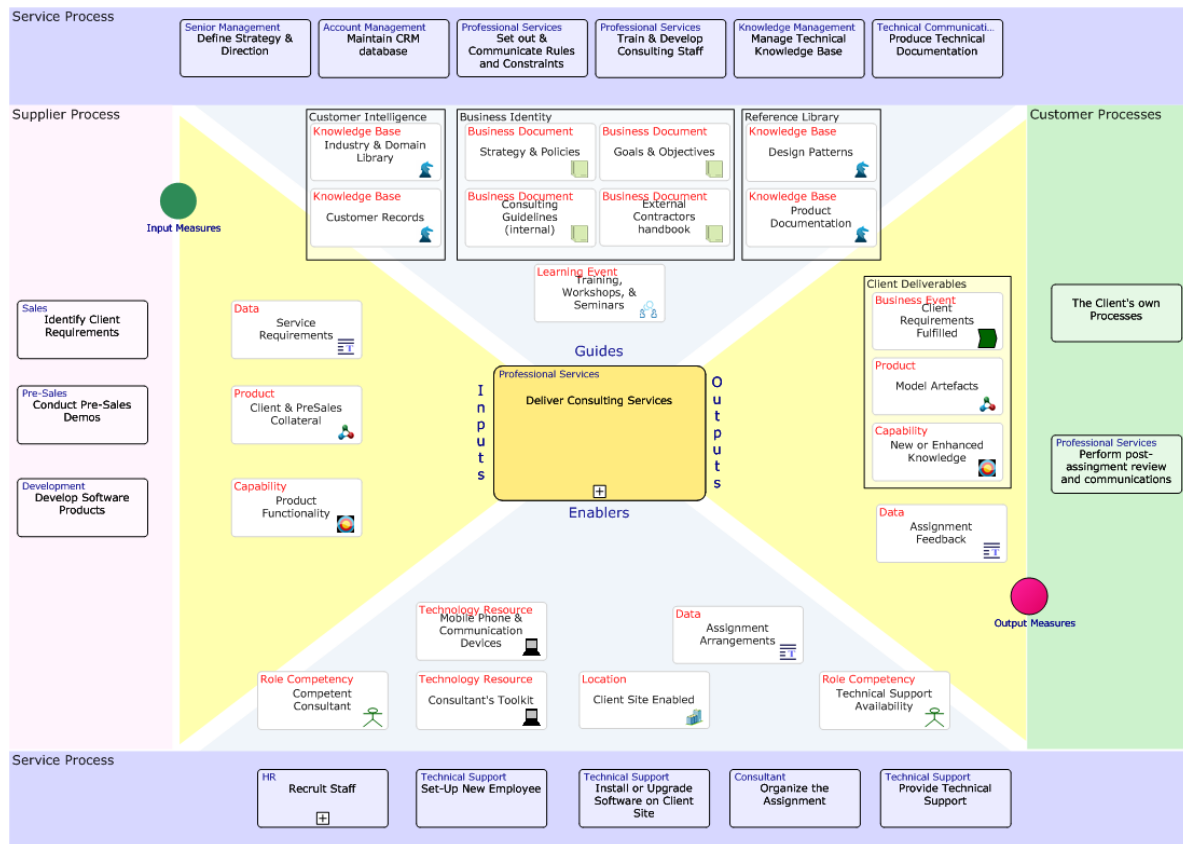 Service Process
Senior Management
Define Strategy &
Direction
Account Management
Maintain CRM
database
Professional Services
Set out &
Communicate Rules
and Constraints
Professional Services
Train & Develop
Consulting Staff
Knowledge Management
Manage Technical
Knowledge Base
Technical Communicati...
Produce Technical
Documentation
Supplier Process
Customer Processes
Customer Intelligence
Knowledge Base
Industry & Domain
Library
Knowledge Base
Customer Records
Business Identity
Business Document
Strategy & Policies
Business Document
Goals & Objectives
Business Document
Consulting
Guidelines
(internal)
Business Document
External
Contractors
handbook
Reference Library
Knowledge Base
Design Patterns
Knowledge Base
Product
Documentation
Input Measures
Learning Event
Training,
Workshops, &
Seminars
Sales
Identify Client
Requirements
Pre-Sales
Conduct Pre-Sales
Demos
Development
Develop Software
Products
Data
Service
Requirements
Product
Client & PreSales
Collateral
Capability
Product
Functionality
Guides
Inputs
Professional Services
Deliver Consulting Services
Outputs
Enablers
Client Deliverables
Business Event
Client
Requirements
Fulfilled
Product
Model Artefacts
Capability
New or Enhanced
Knowledge
Data
Assignment
Feedback
The Client's own
Processes
Professional Services
Perform post-
assingment review
and communications
Output Measures
Technology Resource
Mobile Phone &
Communication
Devices
Data
Assignment
Arrangements
Role Competency
Competent
Consultant
Technology Resource
Consultant's Toolkit
Location
Client Site Enabled
Role Competency
Technical Support
Availability
Service Process
HR
Recruit Staff
Technical Support
Set-Up New Employee
Technical Support
Install or Upgrade
Software on Client
Site
Consultant
Organize the
Assignment
Technical Support
Provide Technical
Support